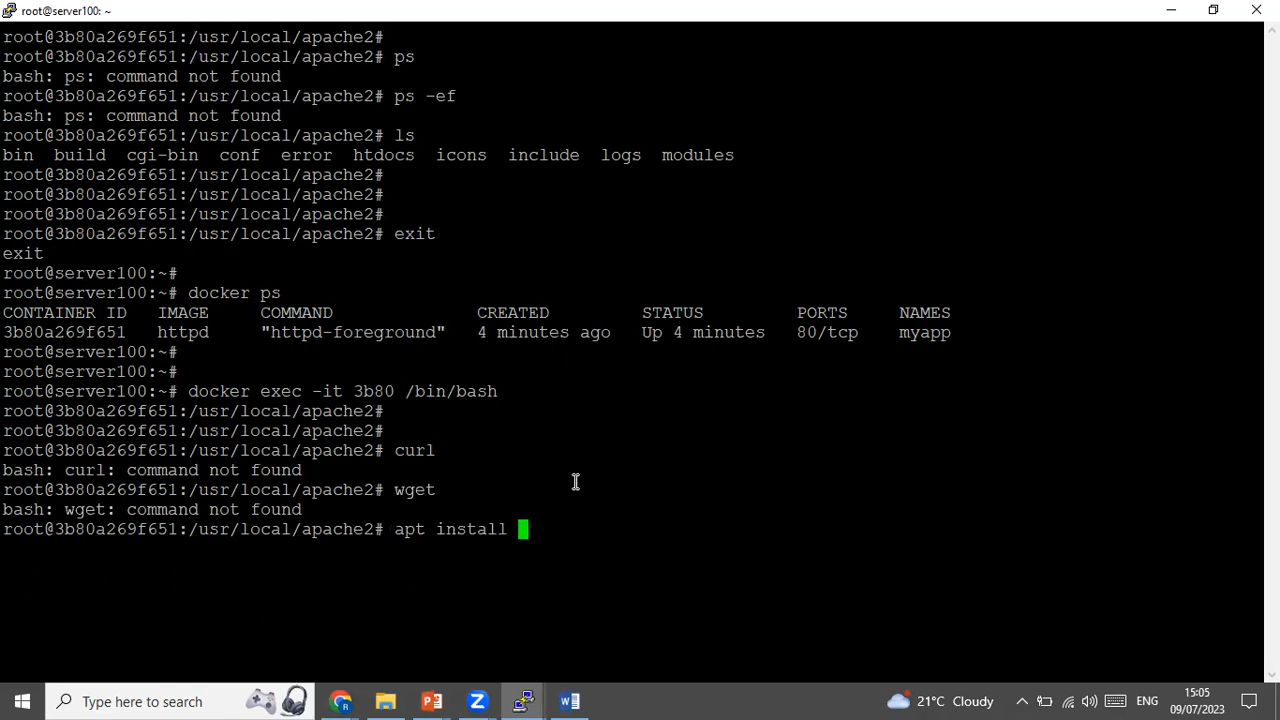 root@server100: ~
root@3b80a269f651:/usr/local/apache2#
root@3b80a269f651:/usr/local/apache2# ps
bash: ps: command not found
root@3b80a269f651:/usr/local/apache2# ps -ef
bash: ps: command not found
root@3b80a269f651:/usr/local/apache2# ls
bin  build  cgi-bin  conf  error  htdocs  icons  include  logs  modules
root@3b80a269f651:/usr/local/apache2#
root@3b80a269f651:/usr/local/apache2#
root@3b80a269f651:/usr/local/apache2#
root@3b80a269f651:/usr/local/apache2# exit
exit
root@server100:~#
root@server100:~# docker ps
CONTAINER ID   IMAGE     COMMAND              CREATED         STATUS         PORTS     NAMES
3b80a269f651   httpd     "httpd-foreground"   4 minutes ago   Up 4 minutes   80/tcp    myapp
root@server100:~#
root@server100:~#
root@server100:~# docker exec -it 3b80 /bin/bash
root@3b80a269f651:/usr/local/apache2#
root@3b80a269f651:/usr/local/apache2#
root@3b80a269f651:/usr/local/apache2# curl
bash: curl: command not found
root@3b80a269f651:/usr/local/apache2# wget
bash: wget: command not found
root@3b80a269f651:/usr/local/apache2# apt install
Type here to search
21°C Cloudy
ENG
15:05
09/07/2023